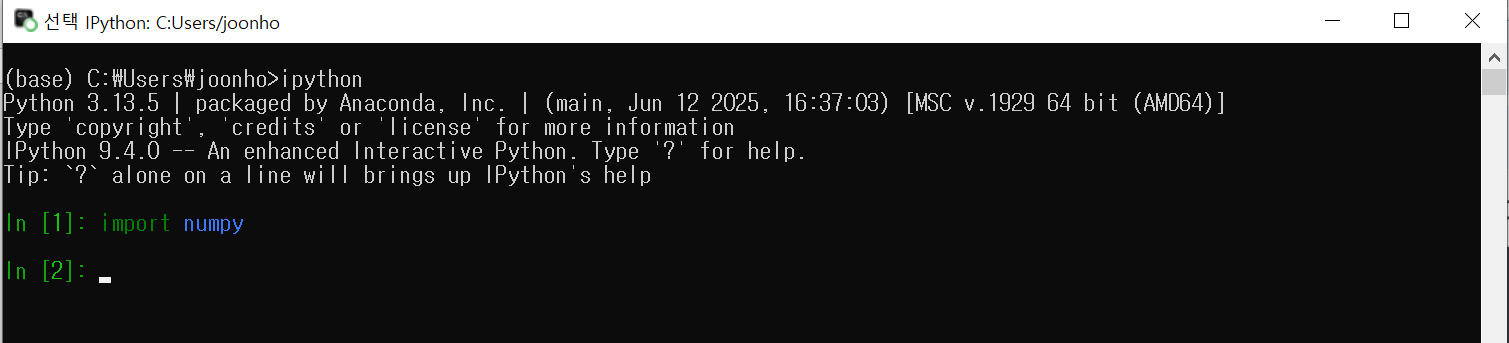 선택 IPython: C:Users/joonho
(base) C:₩Users₩joonho>ipython
Python 3.13.5 | packaged by Anaconda, Inc. | (main, Jun 12 2025, 16:37:03) [MSC v.1929 64 bit (AMD64)]
Type 'copyright', 'credits' or 'license' for more information
IPython 9.4.0 -- An enhanced Interactive Python. Type '?' for help.
Tip: `?` alone on a line will brings up IPython's help
In [1]: import numpy
In [2]: